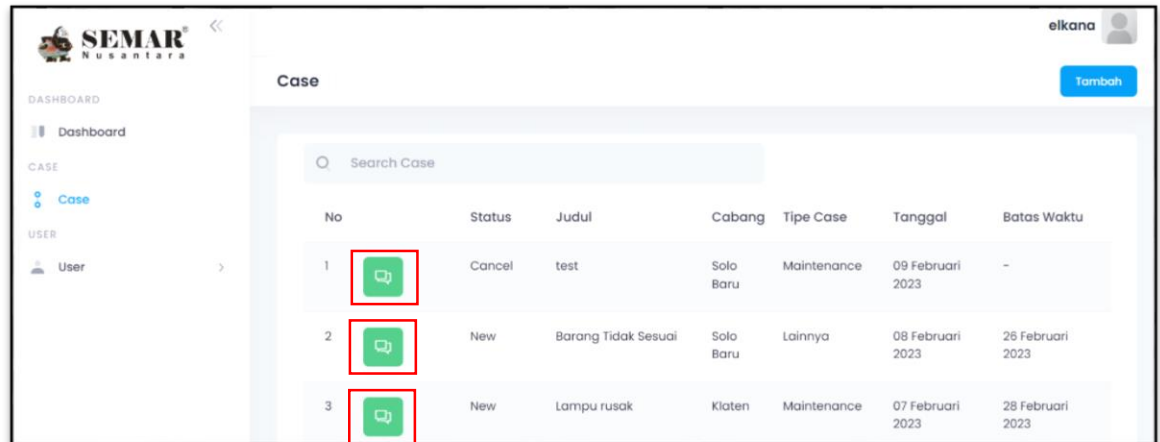 SEMAR®
Nusantara
elkana
Case
Tambah
DASHBOARD
Dashboard
CASE
Case
USER
User
Search Case
No Status Judul Cabang Tipe Case Tanggal Batas Waktu
1 Cancel test Solo Baru Maintenance 09 Februari 2023 -
2 New Barang Tidak Sesuai Solo Baru Lainnya 08 Februari 2023 26 Februari 2023
3 New Lampu rusak Klaten Maintenance 07 Februari 2023 28 Februari 2023